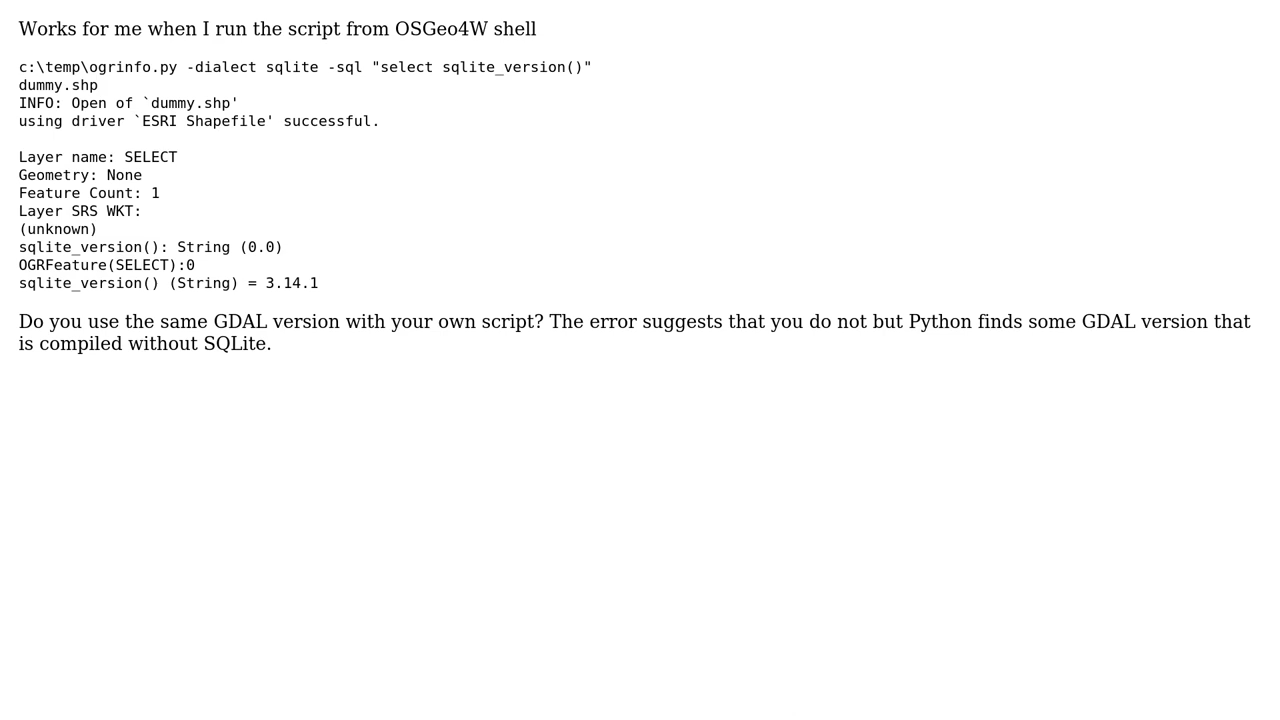 Works for me when I run the script from OSGeo4W shell
c:\temp\ogrinfo.py -dialect sqlite -sql "select sqlite_version()"
dummy.shp
INFO: Open of `dummy.shp'
using driver `ESRI Shapefile' successful.
Layer name: SELECT
Geometry: None
Feature Count: 1
Layer SRS WKT:
(unknown)
sqlite_version(): String (0.0)
OGRFeature(SELECT):0
sqlite_version() (String) = 3.14.1
Do you use the same GDAL version with your own script? The error suggests that you do not but Python finds some GDAL version that
is compiled without SQLite.